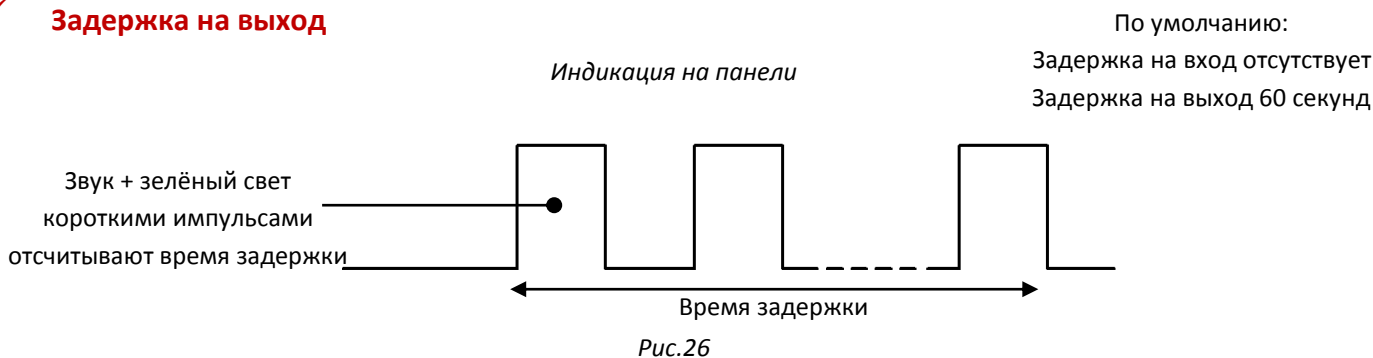 Задержка на выход
По умолчанию:
Задержка на вход отсутствует
Задержка на выход 60 секунд
Индикация на панели
Звук + зелёный свет
короткими импульсами
отсчитывают время задержки
Время задержки
Рис.26